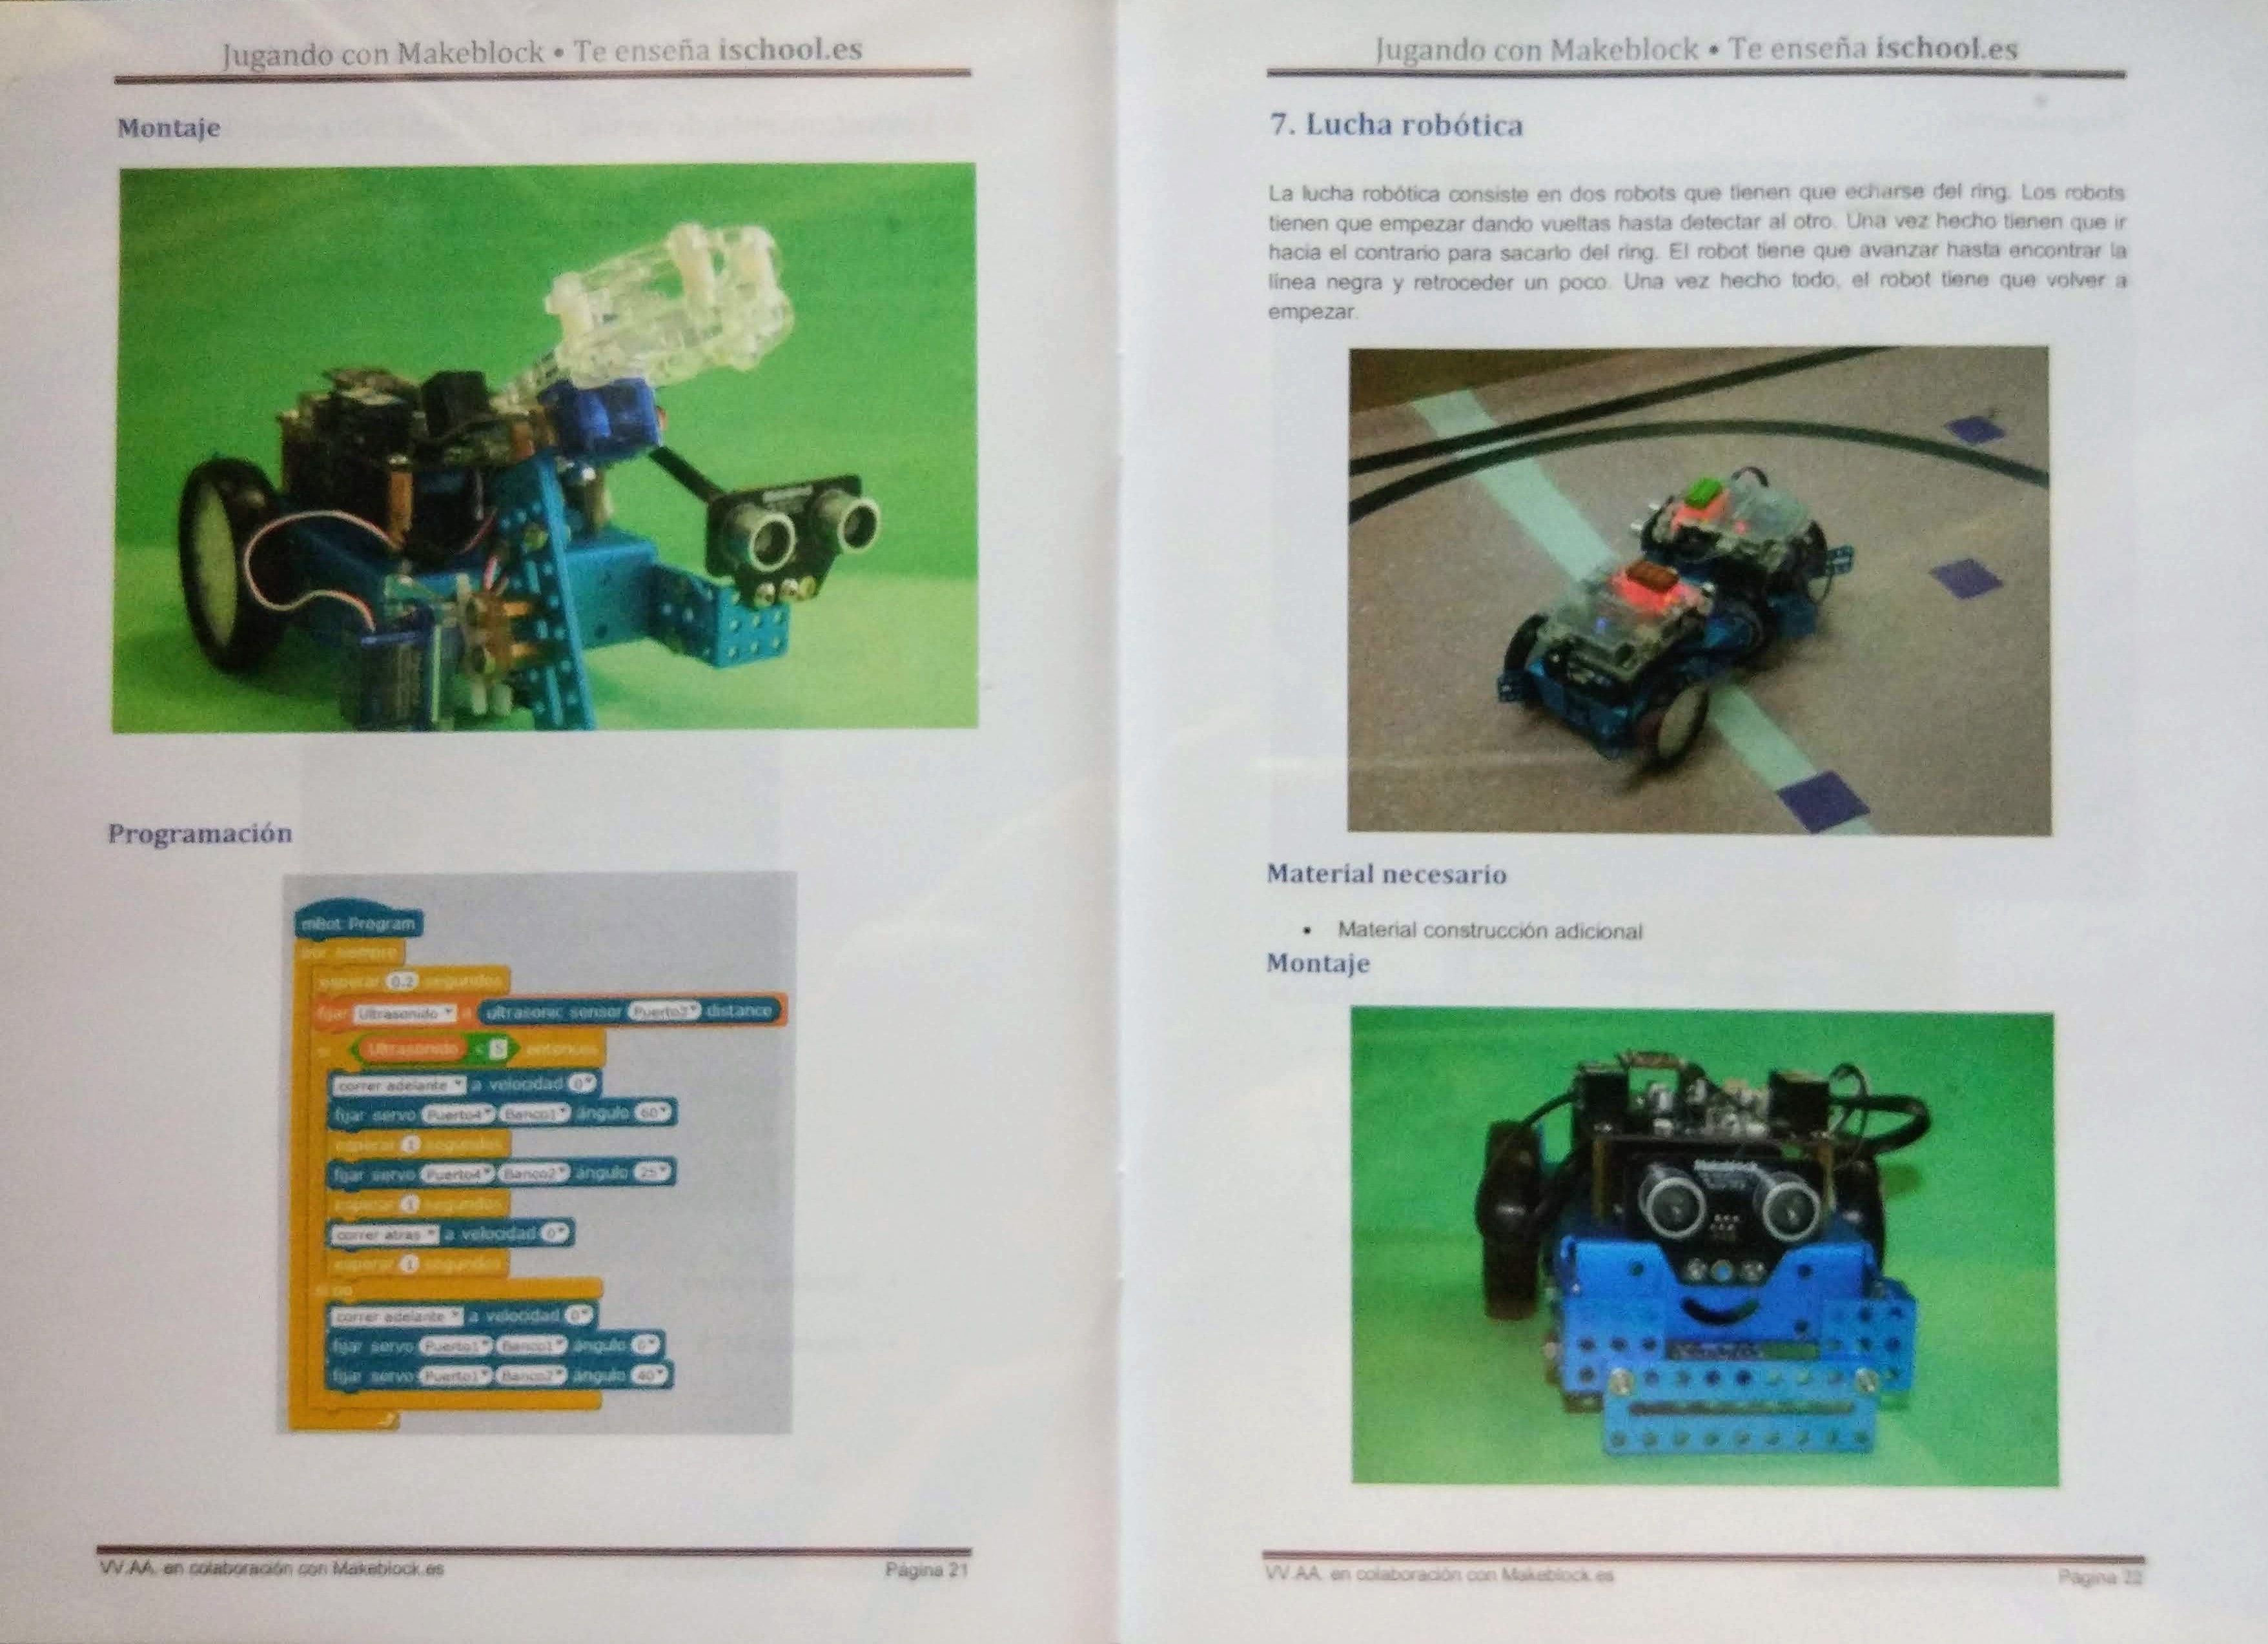 Jugando con Makeblock • Te enseña ischool.es
Montaje
Programación
mBot Program
por siempre
esperar 0.2 segundos
fijar Ultrasonido a ultrasonic sensor Puerto3 distance
si Ultrasonido < 5 entonces
correr adelante a velocidad 0
fijar servo Puerto4 Banco1 ángulo 60
esperar 1 segundos
fijar servo Puerto4 Banco2 ángulo 25
esperar 1 segundos
correr atras a velocidad 0
esperar 1 segundos
si no
correr adelante a velocidad 0
fijar servo Puerto1 Banco1 ángulo 0
fijar servo Puerto1 Banco2 ángulo 40
VV.AA. en colaboración con Makeblock.es Página 21
Jugando con Makeblock • Te enseña ischool.es
7. Lucha robótica
La lucha robótica consiste en dos robots que tienen que echarse del ring. Los robots
tienen que empezar dando vueltas hasta detectar al otro. Una vez hecho tienen que ir
hacia el contrario para sacarlo del ring. El robot tiene que avanzar hasta encontrar la
línea negra y retroceder un poco. Una vez hecho todo, el robot tiene que volver a
empezar.
Material necesario
• Material construcción adicional
Montaje
Makeblock
VV.AA. en colaboración con Makeblock.es Página 22